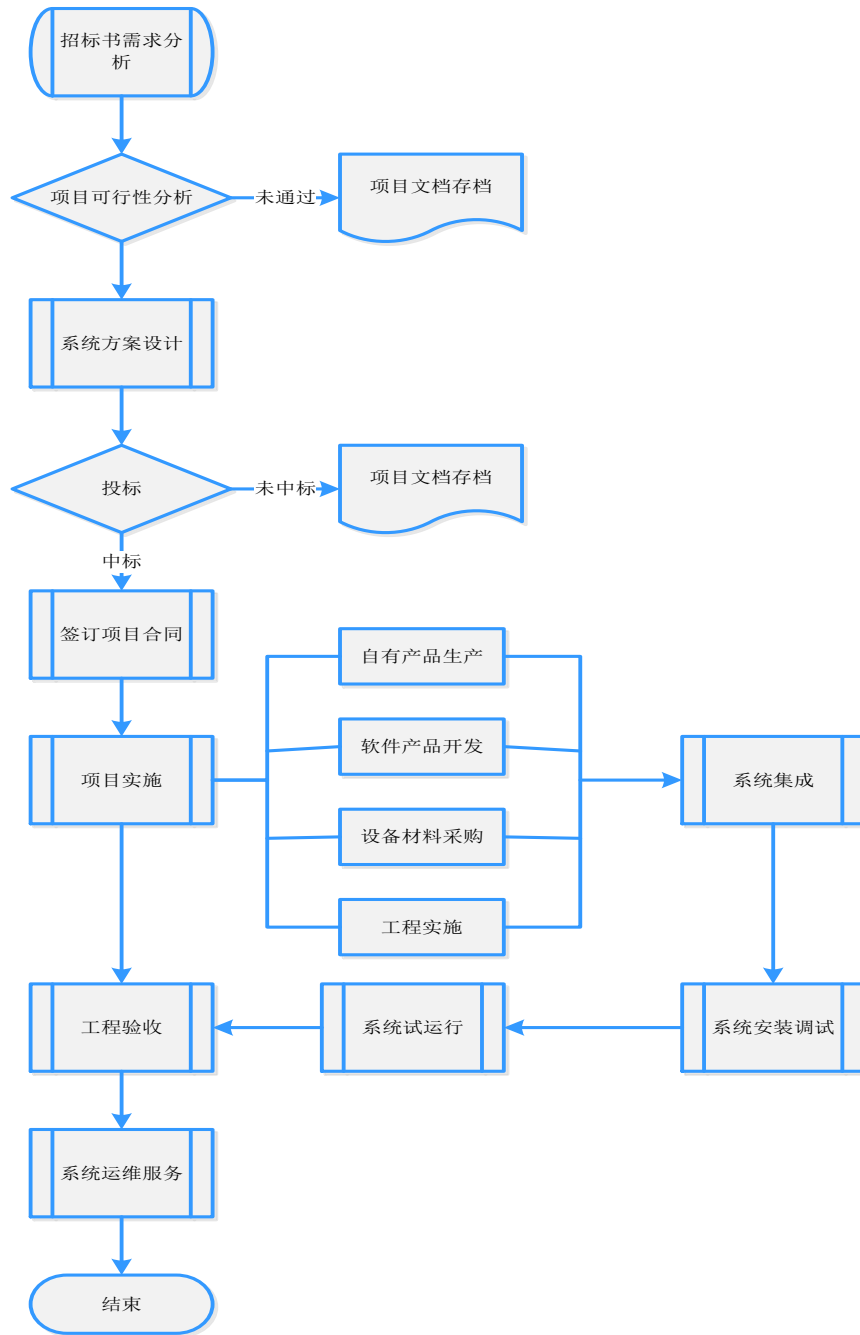 招标书需求分
析
项目可行性分析
未通过
项目文档存档
系统方案设计
投标
未中标
项目文档存档
中标
签订项目合同
自有产品生产
软件产品开发
项目实施
系统集成
设备材料采购
工程实施
工程验收
系统试运行
系统安装调试
系统运维服务
结束